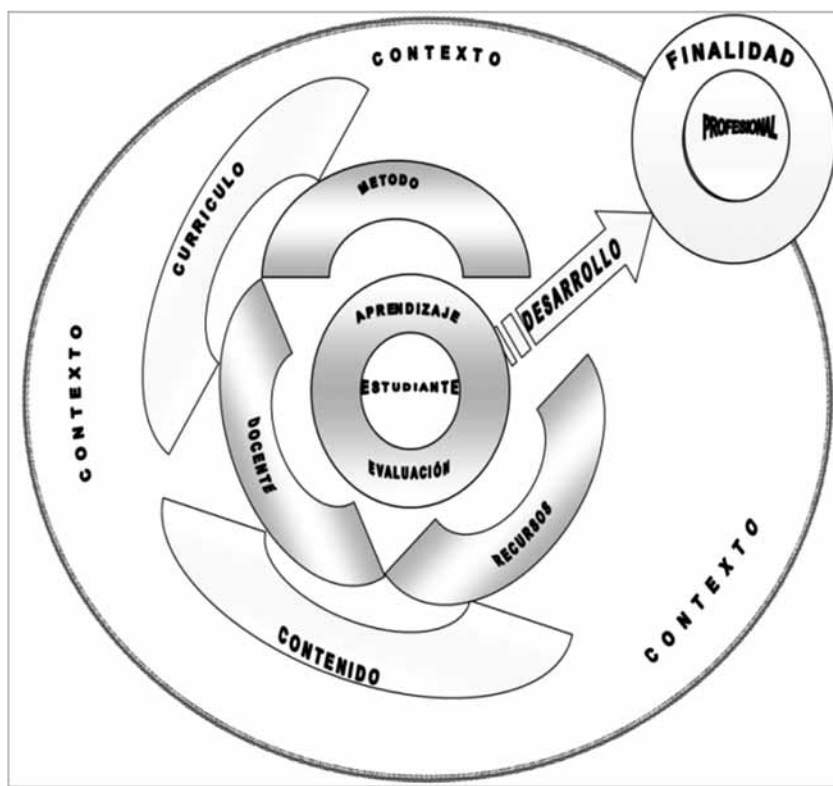 CONTEXTO
FINALIDAD
PROFESIONAL
CURRICULO
METODO
DESARROLLO
APRENDIZAJE
ESTUDIANTE
EVALUACIÓN
CONTEXTO
DOCENTE
RECURSOS
CONTENIDO
CONTEXTO